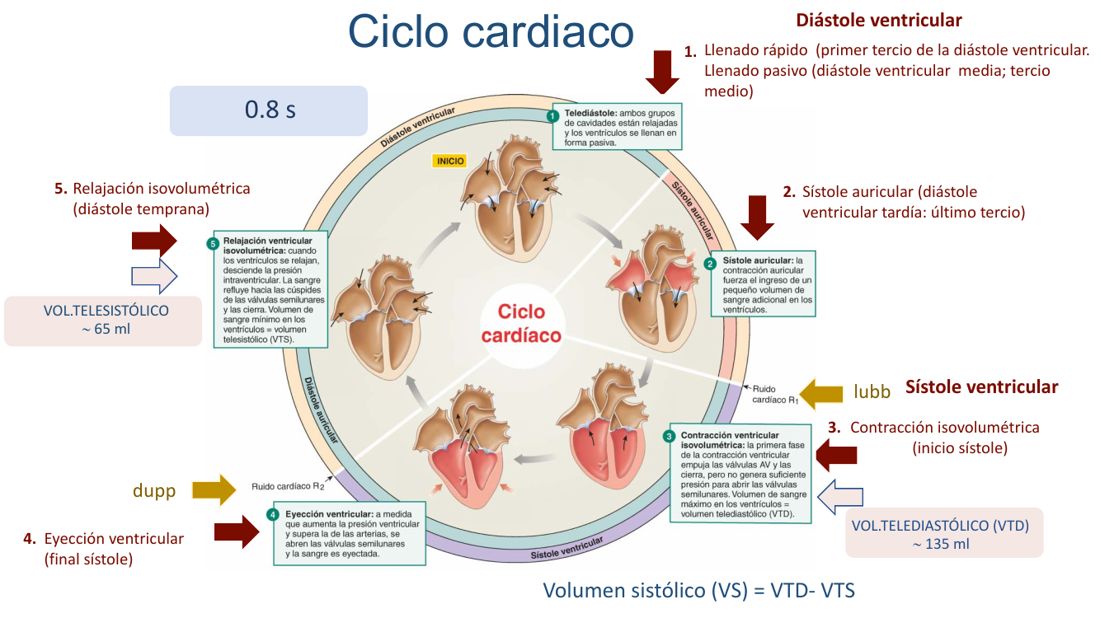 Ciclo cardiaco
Diástole ventricular
1. Llenado rápido (primer tercio de la diástole ventricular.
Llenado pasivo (diástole ventricular media; tercio
medio)
0.8 s
Diástole ventricular
1 Telediástole: ambos grupos
de cavidades están relajadas
y los ventrículos se llenan en
forma pasiva.
INICIO
Sístole auricular
2. Sístole auricular (diástole
ventricular tardía: último tercio)
5. Relajación isovolumétrica
(diástole temprana)
5 Relajación ventricular
isovolumétrica: cuando
los ventrículos se relajan,
desciende la presión
intraventricular. La sangre
refluye hacia las cúspides
de las válvulas semilunares
y las cierra. Volumen de
sangre mínimo en los
ventrículos = volumen
telesistólico (VTS).
2 Sístole auricular: la
contracción auricular
fuerza el ingreso de un
pequeño volumen de
sangre adicional en los
ventrículos.
VOL.TELESISTÓLICO
~ 65 ml
Ciclo
cardíaco
Diástole auricular
Ruido
cardíaco R1
lubb
Sístole ventricular
3. Contracción isovolumétrica
(inicio sístole)
3 Contracción ventricular
isovolumétrica: la primera fase
de la contracción ventricular
empuja las válvulas AV y las
cierra, pero no genera suficiente
presión para abrir las válvulas
semilunares. Volumen de sangre
máximo en los ventrículos =
volumen telediastólico (VTD).
dupp
Ruido cardíaco R2
VOL.TELEDIASTÓLICO (VTD)
~ 135 ml
4. Eyección ventricular
(final sístole)
4 Eyección ventricular: a medida
que aumenta la presión ventricular
y supera la de las arterias, se
abren las válvulas semilunares
y la sangre es eyectada.
Sístole ventricular
Volumen sistólico (VS) = VTD- VTS